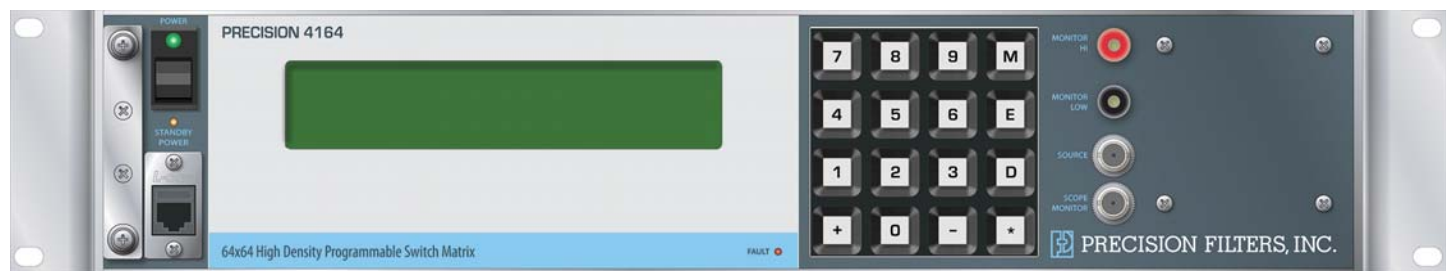 POWER
STANDBY
POWER
PRECISION 4164
64x64 High Density Programmable Switch Matrix
FAULT
7 8 9 M
4 5 6 E
1 2 3 D
+ 0 - *
MONITOR
HI
MONITOR
LOW
SOURCE
SCOPE
MONITOR
PRECISION FILTERS, INC.